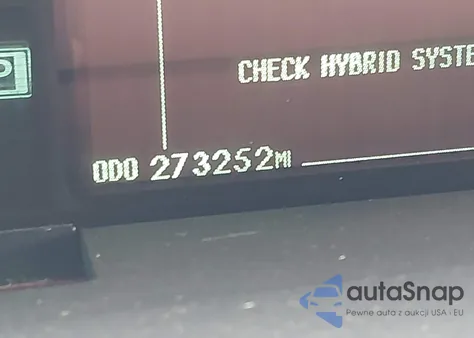 P
CHECK HYBRID SYSTE
ODO 273252MI
autaSnap
Pewne auta z aukcji USA i EU